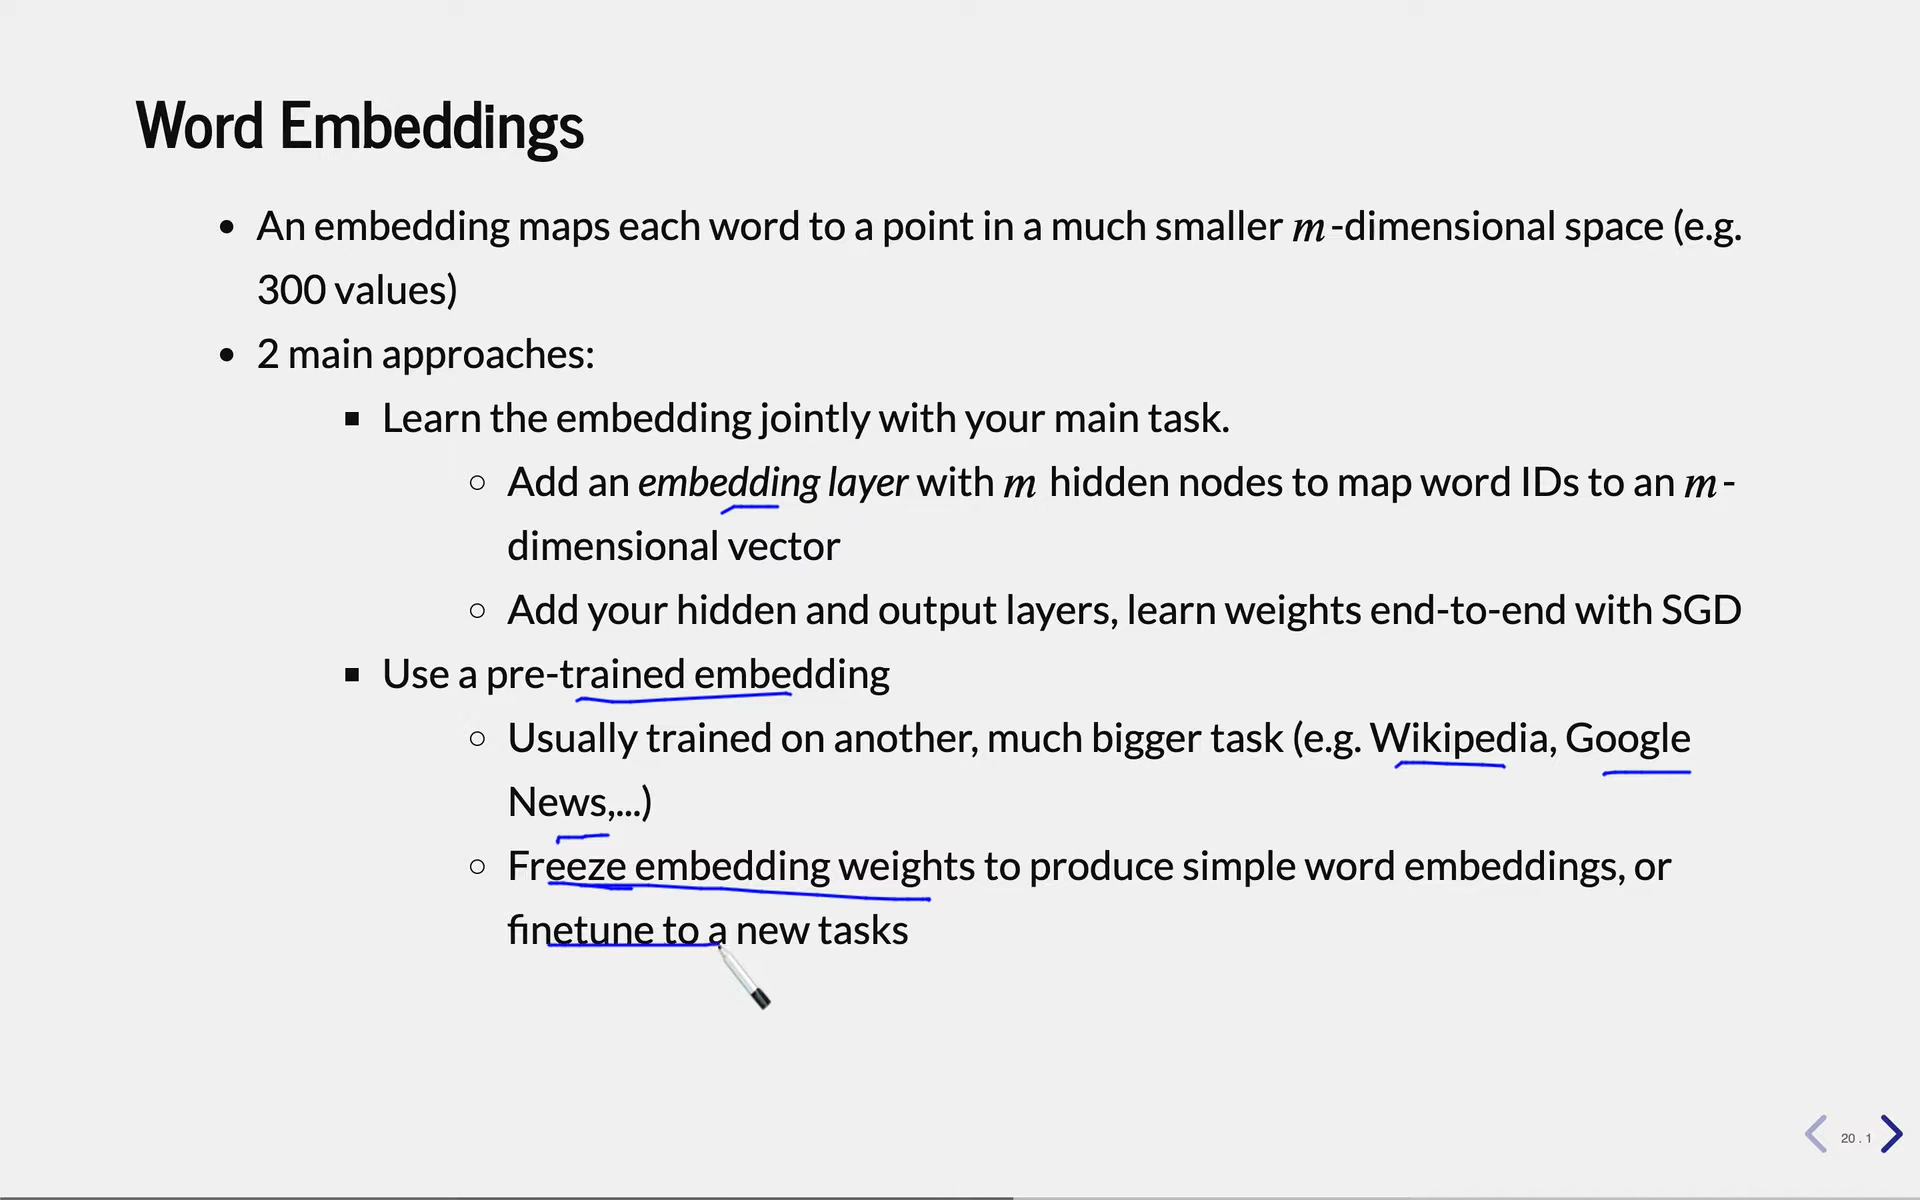 Word Embeddings
• An embedding maps each word to a point in a much smaller m-dimensional space (e.g.
300 values)
• 2 main approaches:
▪ Learn the embedding jointly with your main task.
○ Add an embedding layer with m hidden nodes to map word IDs to an m-
dimensional vector
○ Add your hidden and output layers, learn weights end-to-end with SGD
▪ Use a pre-trained embedding
○ Usually trained on another, much bigger task (e.g. Wikipedia, Google
News,...)
○ Freeze embedding weights to produce simple word embeddings, or
finetune to a new tasks
20 . 1